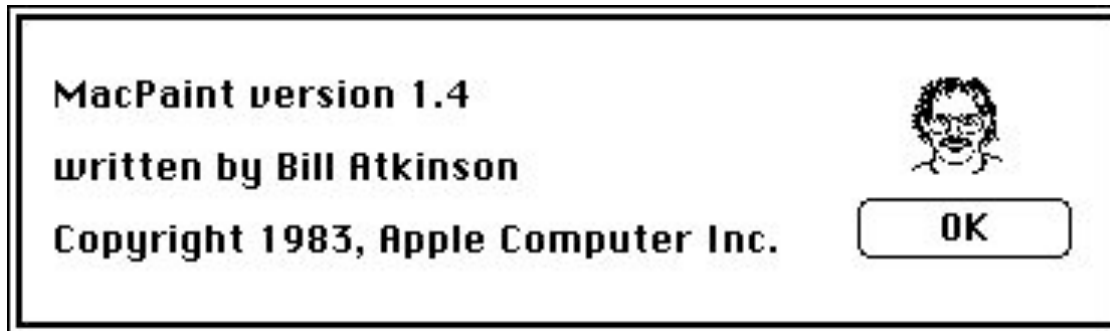 MacPaint version 1.4
written by Bill Atkinson
Copyright 1983, Apple Computer Inc.
OK